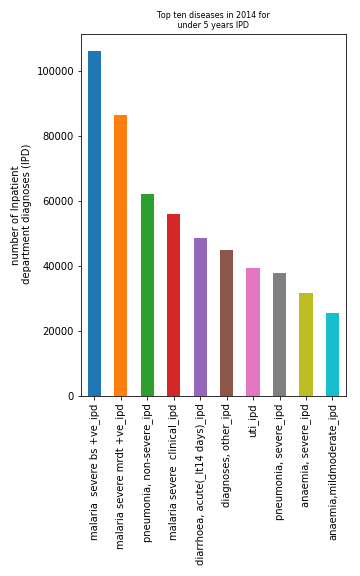 Top ten diseases in 2014 for
under 5 years IPD
number of Inpatient
department diagnoses (IPD)
100000
80000
60000
40000
20000
0
malaria  severe bs +ve_ipd
malaria severe mrdt +ve_ipd
pneumonia, non-severe_ipd
malaria severe  clinical_ipd
diarrhoea, acute(_lt14 days)_ipd
diagnoses, other_ipd
uti_ipd
pneumonia, severe_ipd
anaemia, severe_ipd
anaemia,mildmoderate_ipd